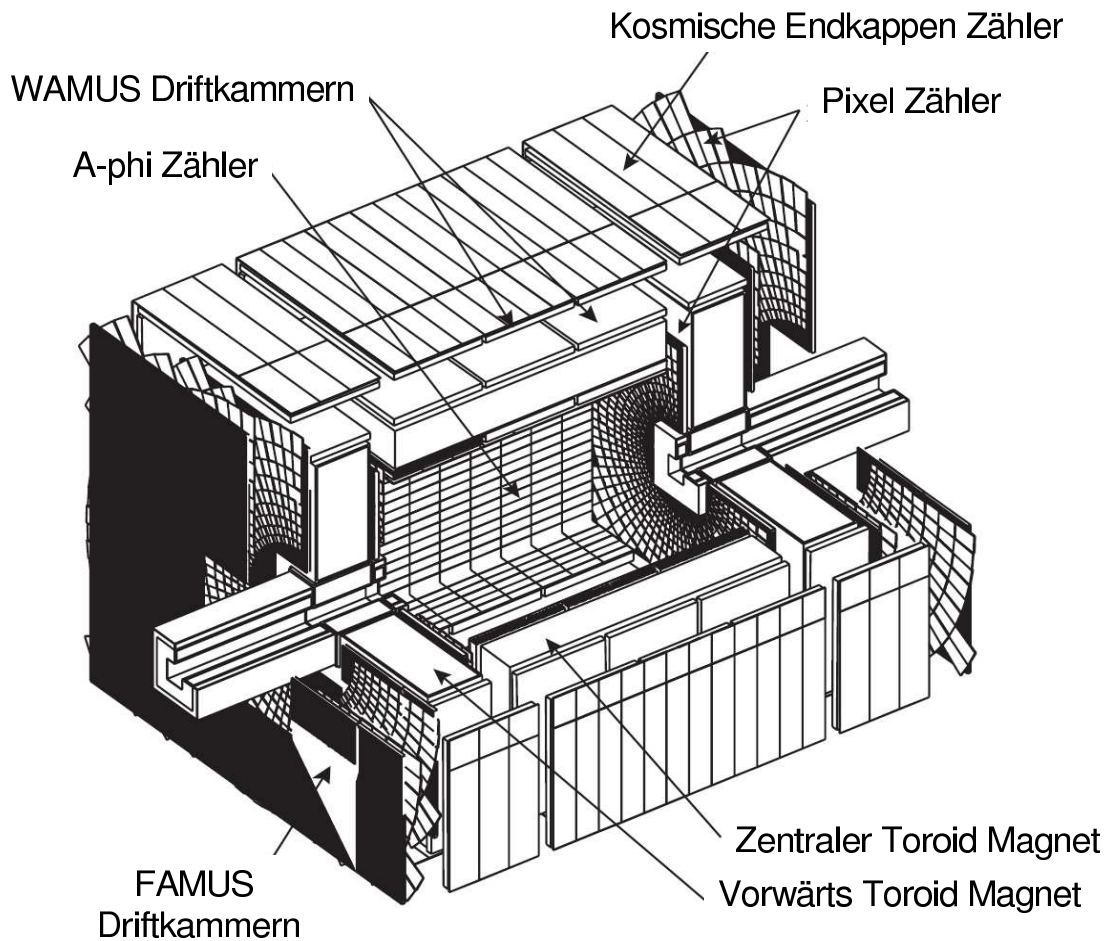 Kosmische Endkappen Zähler
WAMUS Driftkammern
Pixel Zähler
A-phi Zähler
Zentraler Toroid Magnet
FAMUS
Driftkammern
Vorwärts Toroid Magnet